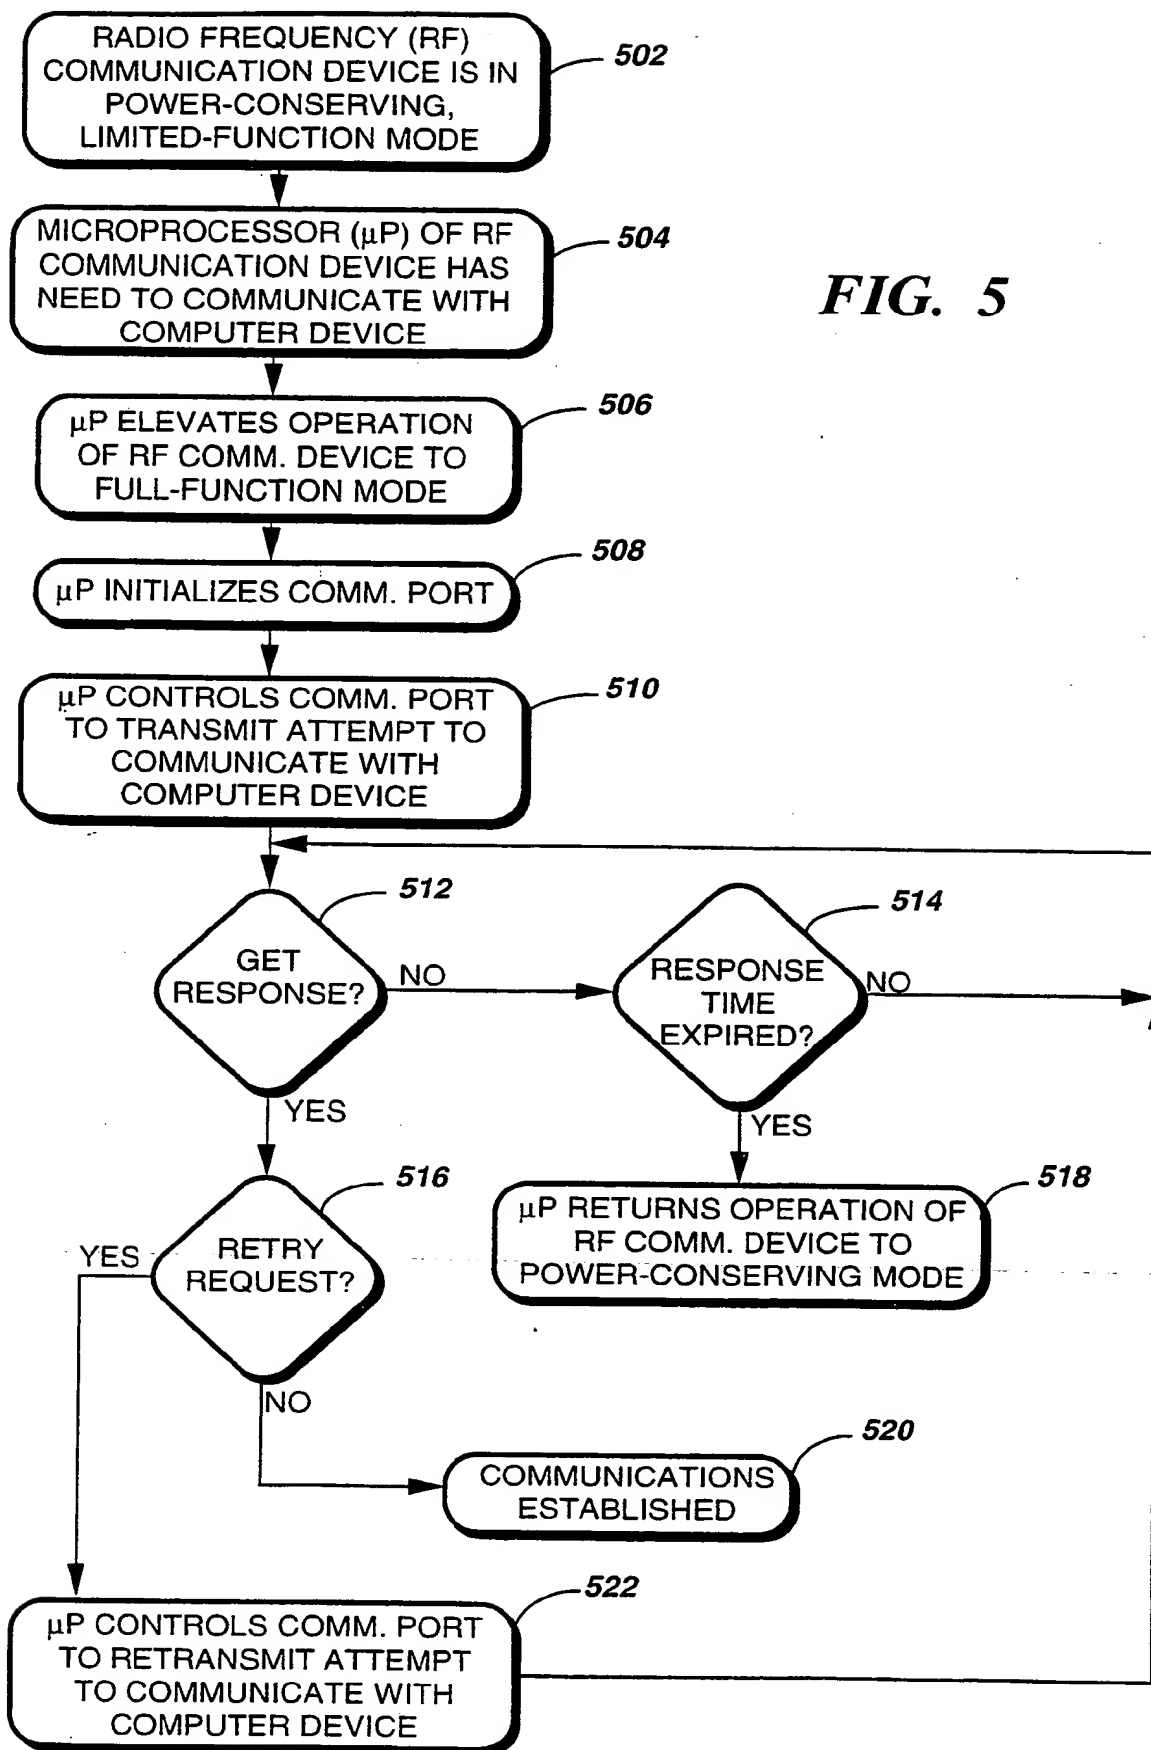 RADIO FREQUENCY (RF)
COMMUNICATION DEVICE IS IN
POWER-CONSERVING,
LIMITED-FUNCTION MODE
502
MICROPROCESSOR (μP) OF RF
COMMUNICATION DEVICE HAS
NEED TO COMMUNICATE WITH
COMPUTER DEVICE
504
FIG. 5
μP ELEVATES OPERATION
OF RF COMM. DEVICE TO
FULL-FUNCTION MODE
506
μP INITIALIZES COMM. PORT
508
μP CONTROLS COMM. PORT
TO TRANSMIT ATTEMPT TO
COMMUNICATE WITH
COMPUTER DEVICE
510
GET
RESPONSE?
512
NO
YES
RESPONSE
TIME
EXPIRED?
514
NO
YES
RETRY
REQUEST?
516
YES
NO
μP RETURNS OPERATION OF
RF COMM. DEVICE TO
POWER-CONSERVING MODE
518
COMMUNICATIONS
ESTABLISHED
520
μP CONTROLS COMM. PORT
TO RETRANSMIT ATTEMPT
TO COMMUNICATE WITH
COMPUTER DEVICE
522